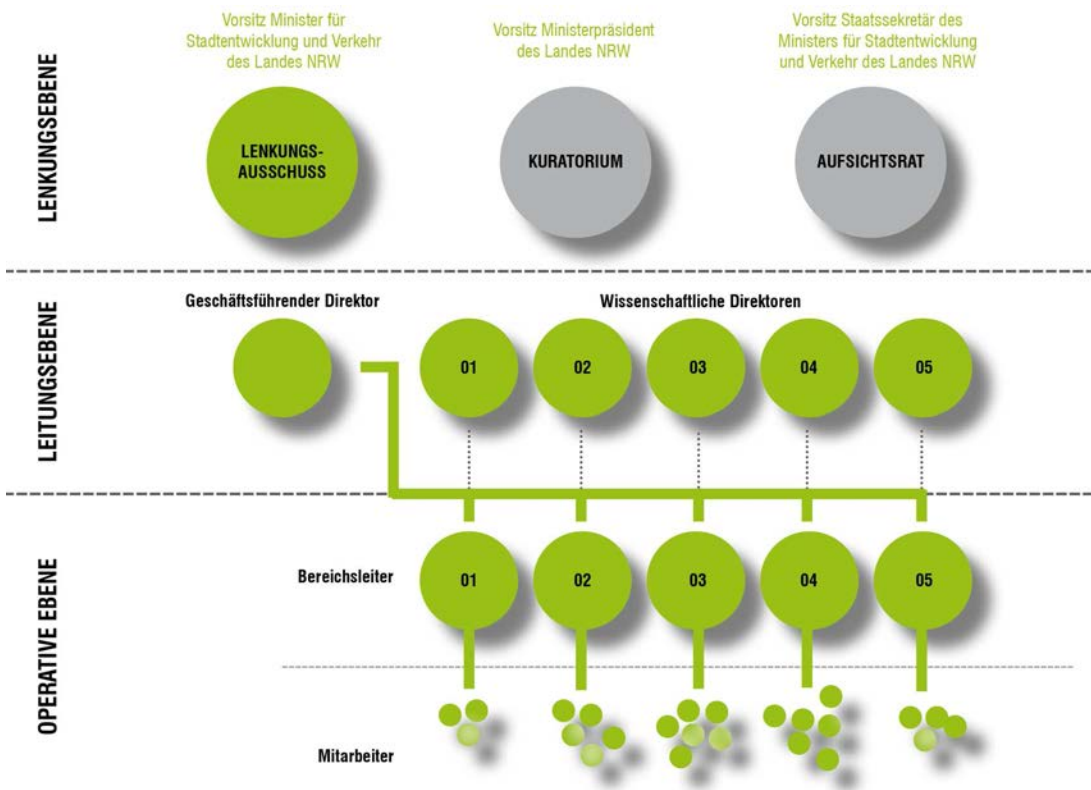 Vorsitz Minister für
Stadtentwicklung und Verkehr
des Landes NRW
Vorsitz Ministerpräsident
des Landes NRW
Vorsitz Staatssekretär des
Ministers für Stadtentwicklung
und Verkehr des Landes NRW
LENKUNGSEBENE
LENKUNGS-
AUSSCHUSS
KURATORIUM
AUFSICHTSRAT
LEITUNGSEBENE
Geschäftsführender Direktor
Wissenschaftliche Direktoren
01 02 03 04 05
OPERATIVE EBENE
Bereichsleiter
01 02 03 04 05
Mitarbeiter